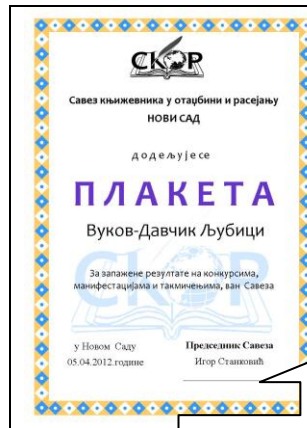 СКОР
Савез књижевника у отаџбини и расејању
НОВИ САД
додељује се
ПЛАКЕТА
Вуков-Давчик Љубици
За запажене резултате на конкурсима,
манифестацијама и такмичењима, ван Савеза
СКОР
у Новом Саду
05.04.2012.године
Председник Савеза
Игор Станковић